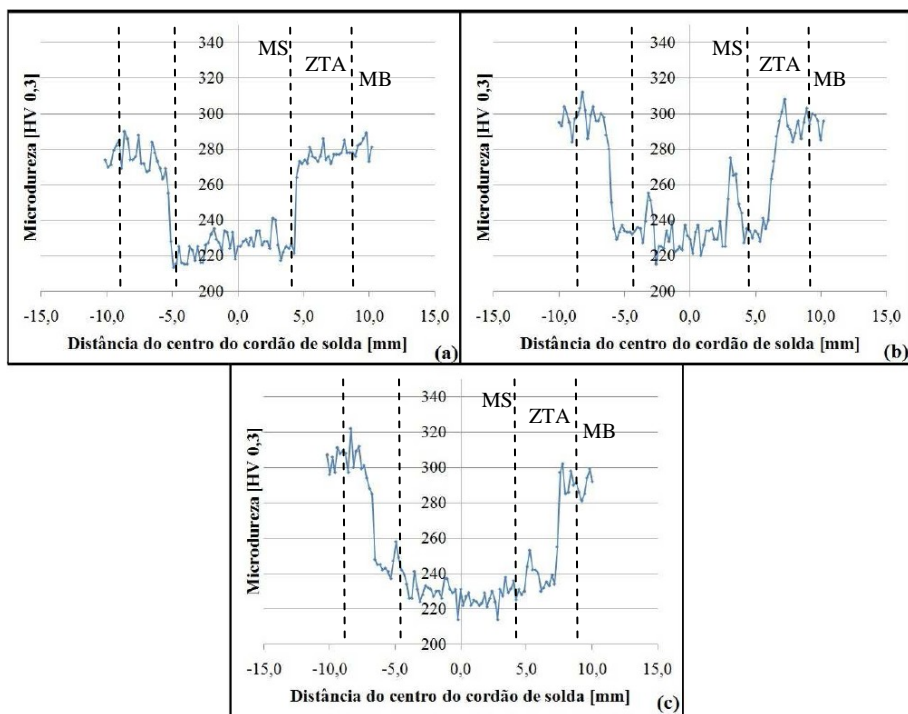 340
320
300
280
260
240
220
200
Microdureza [HV 0,3]
MS
ZTA
MB
-15,0 -10,0 -5,0 0,0 5,0 10,0 15,0
Distância do centro do cordão de solda [mm]
(a)
340
320
300
280
260
240
220
200
Microdureza [HV 0,3]
MS
ZTA
MB
-15,0 -10,0 -5,0 0,0 5,0 10,0 15,0
Distância do centro do cordão de solda [mm]
(b)
340
320
300
280
260
240
220
200
Microdureza [HV 0,3]
MS
ZTA
MB
-15,0 -10,0 -5,0 0,0 5,0 10,0 15,0
Distância do centro do cordão de solda [mm]
(c)